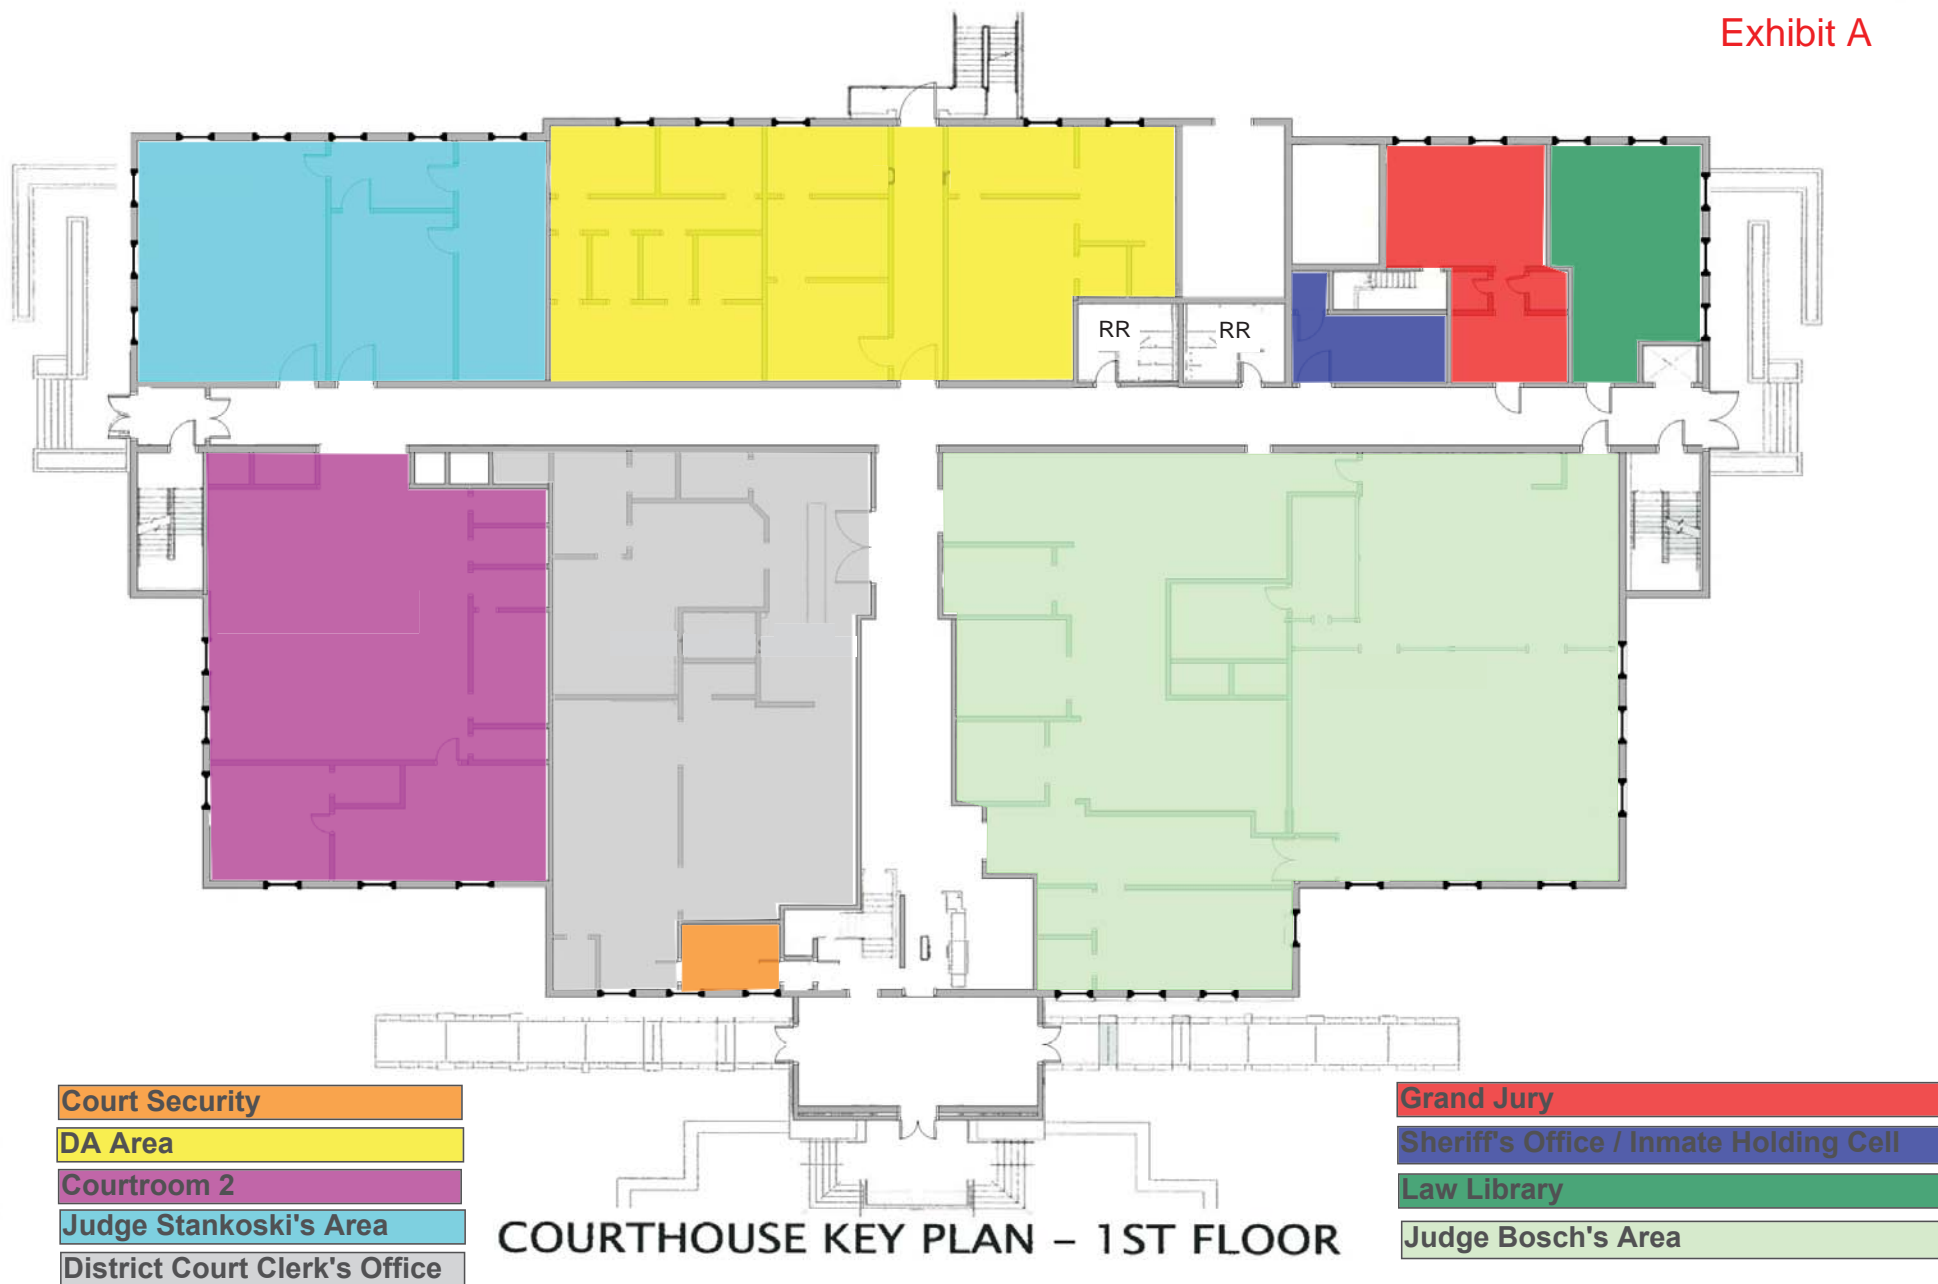 Exhibit A
RR
RR
Court Security
DA Area
Courtroom 2
Judge Stankoski's Area
District Court Clerk's Office
Grand Jury
Sheriff's Office / Inmate Holding Cell
Law Library
Judge Bosch's Area
COURTHOUSE KEY PLAN – 1ST FLOOR